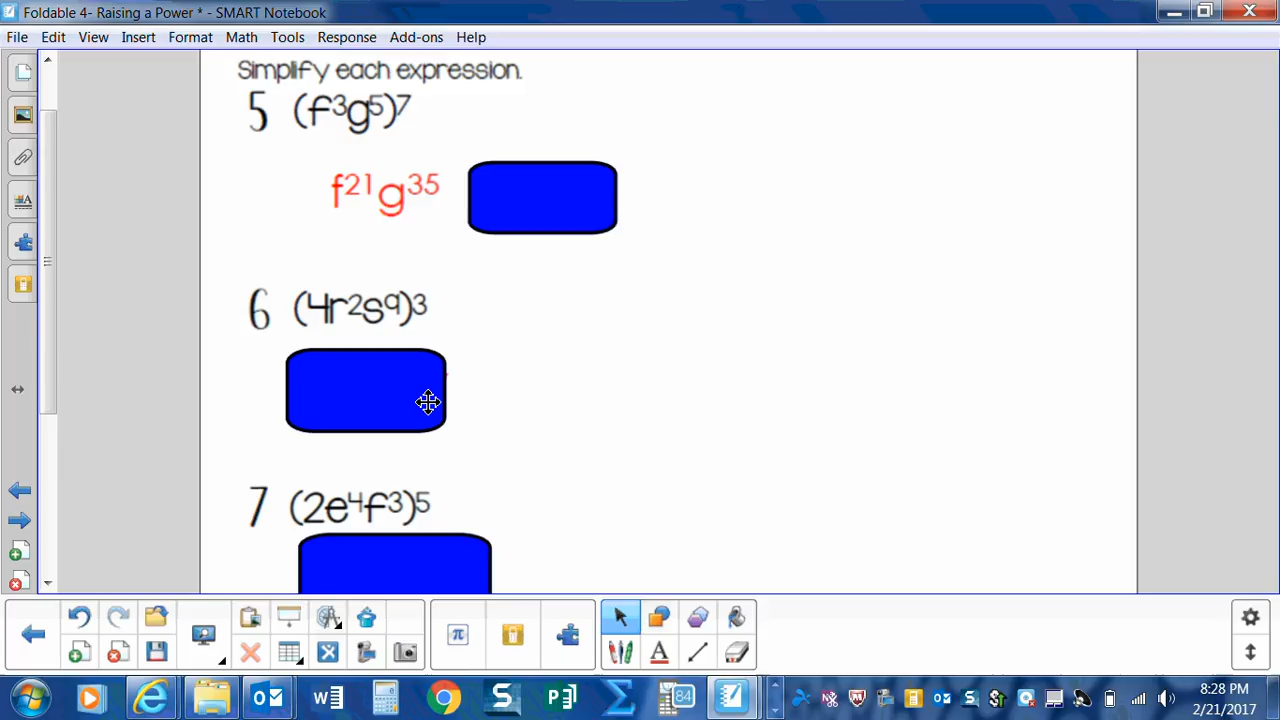 Foldable 4- Raising a Power * - SMART Notebook
File Edit View Insert Format Math Tools Response Add-ons Help
Simplify each expression.
5 (f³g⁵)⁷
f²¹g³⁵
6 (4r²s⁹)³
7 (2e⁴f³)⁵
π
A
W
S
P
Σ
84
8:28 PM
2/21/2017